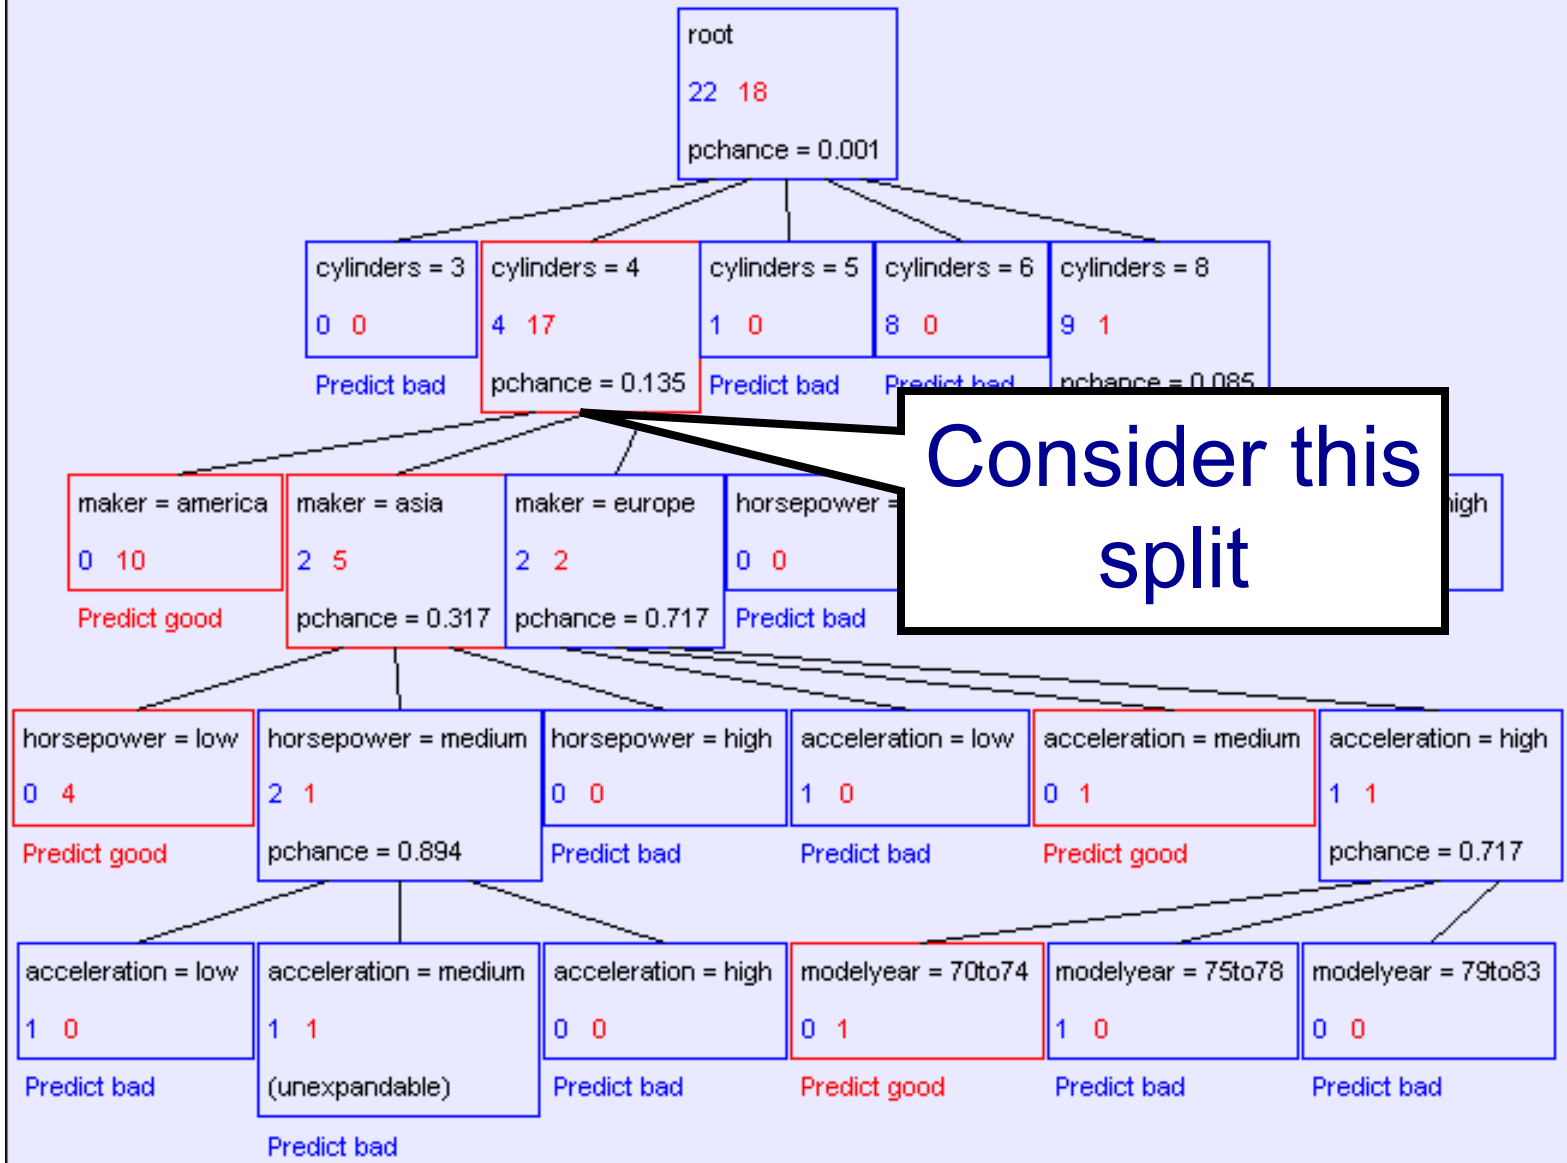 root
22 18
pchance = 0.001
cylinders = 3
0 0
Predict bad
cylinders = 4
4 17
pchance = 0.135
cylinders = 5
1 0
Predict bad
cylinders = 6
8 0
Predict bad
cylinders = 8
9 1
pchance = 0.085
Consider this
split
maker = america
0 10
Predict good
maker = asia
2 5
pchance = 0.317
maker = europe
2 2
pchance = 0.717
horsepower =
0 0
Predict bad
high
horsepower = low
0 4
Predict good
horsepower = medium
2 1
pchance = 0.894
horsepower = high
0 0
Predict bad
acceleration = low
1 0
Predict bad
acceleration = medium
0 1
Predict good
acceleration = high
1 1
pchance = 0.717
acceleration = low
1 0
Predict bad
acceleration = medium
1 1
(unexpandable)
Predict bad
acceleration = high
0 0
Predict bad
modelyear = 70to74
0 1
Predict good
modelyear = 75to78
1 0
Predict bad
modelyear = 79to83
0 0
Predict bad